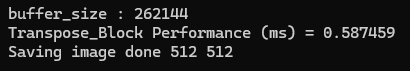 buffer_size : 262144
Transpose_Block Performance (ms) = 0.587459
Saving image done 512 512